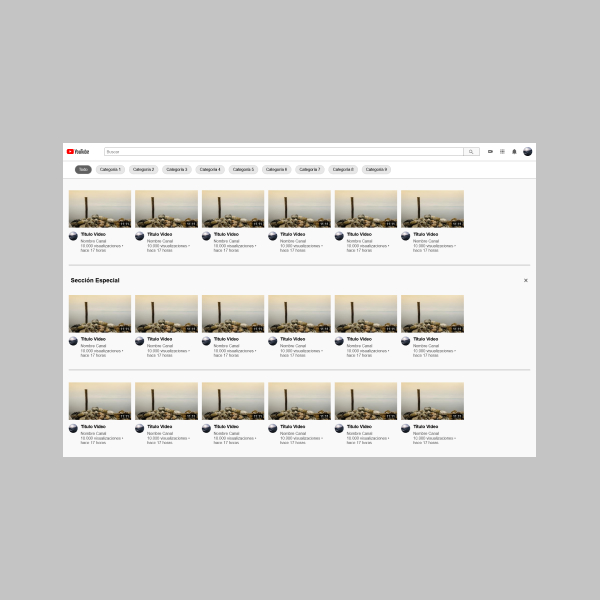 YouTube
Buscar
Todo Categoría 1 Categoría 2 Categoría 3 Categoría 4 Categoría 5 Categoría 6 Categoría 7 Categoría 8 Categoría 9
Título Video Título Video Título Video Título Video Título Video Título Video
Nombre Canal Nombre Canal Nombre Canal Nombre Canal Nombre Canal Nombre Canal
10.000 visualizaciones • 10.000 visualizaciones • 10.000 visualizaciones • 10.000 visualizaciones • 10.000 visualizaciones • 10.000 visualizaciones •
hace 17 horas hace 17 horas hace 17 horas hace 17 horas hace 17 horas hace 17 horas
Sección Especial
Título Video Título Video Título Video Título Video Título Video Título Video
Nombre Canal Nombre Canal Nombre Canal Nombre Canal Nombre Canal Nombre Canal
10.000 visualizaciones • 10.000 visualizaciones • 10.000 visualizaciones • 10.000 visualizaciones • 10.000 visualizaciones • 10.000 visualizaciones •
hace 17 horas hace 17 horas hace 17 horas hace 17 horas hace 17 horas hace 17 horas
Título Video Título Video Título Video Título Video Título Video Título Video
Nombre Canal Nombre Canal Nombre Canal Nombre Canal Nombre Canal Nombre Canal
10.000 visualizaciones • 10.000 visualizaciones • 10.000 visualizaciones • 10.000 visualizaciones • 10.000 visualizaciones • 10.000 visualizaciones •
hace 17 horas hace 17 horas hace 17 horas hace 17 horas hace 17 horas hace 17 horas